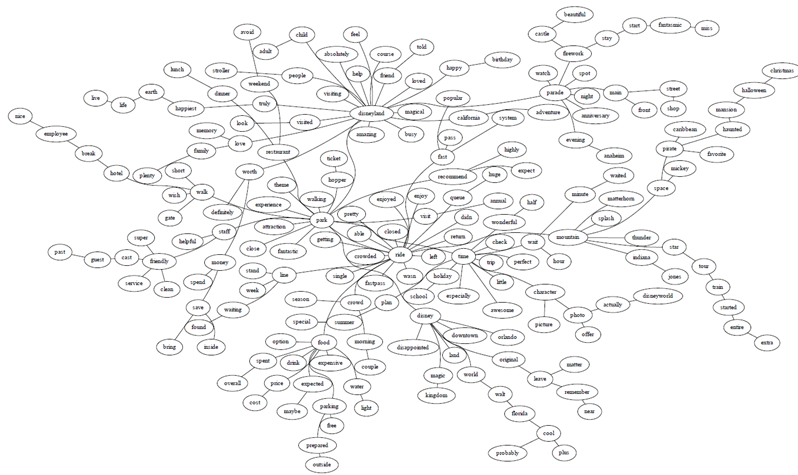 beautiful
castle
start
fantasmic
miss
stay
firework
avoid
child
feel
adult
absolutely
course
told
happy
birthday
watch
spot
christmas
lunch
stroller
people
help
friend
loved
halloween
dinner
weekend
visiting
parade
night
main
street
live
life
earth
happiest
truly
disneyland
magical
popular
california
system
adventure
anniversary
front
shop
mansion
haunted
nice
employee
look
visited
amazing
busy
pass
caribbean
memory
love
evening
pirate
favorite
break
family
restaurant
fast
highly
anaheim
hotel
plenty
short
worth
ticket
hopper
recommend
huge
expect
waited
mickey
space
wish
walk
theme
walking
enjoyed
enjoy
queue
annual
half
minute
matterhorn
gate
experience
definitely
park
pretty
visit
didn
wonderful
splash
staff
attraction
able
closed
return
check
wait
mountain
thunder
star
past
guest
super
cast
helpful
friendly
close
fantastic
getting
crowded
ride
left
time
trip
perfect
hour
indiana
jones
tour
service
clean
money
spend
stand
line
single
fastpass
wasn
holiday
little
train
week
waiting
season
crowd
plan
school
especially
awesome
character
photo
actually
disneyworld
started
save
found
special
summer
disney
picture
offer
entire
extra
bring
inside
option
food
morning
disappointed
downtown
orlando
land
original
matter
spent
drink
expensive
couple
overall
expected
water
magic
kingdom
world
leave
remember
near
cost
maybe
parking
free
light
walt
florida
prepared
outside
cool
probably
plus